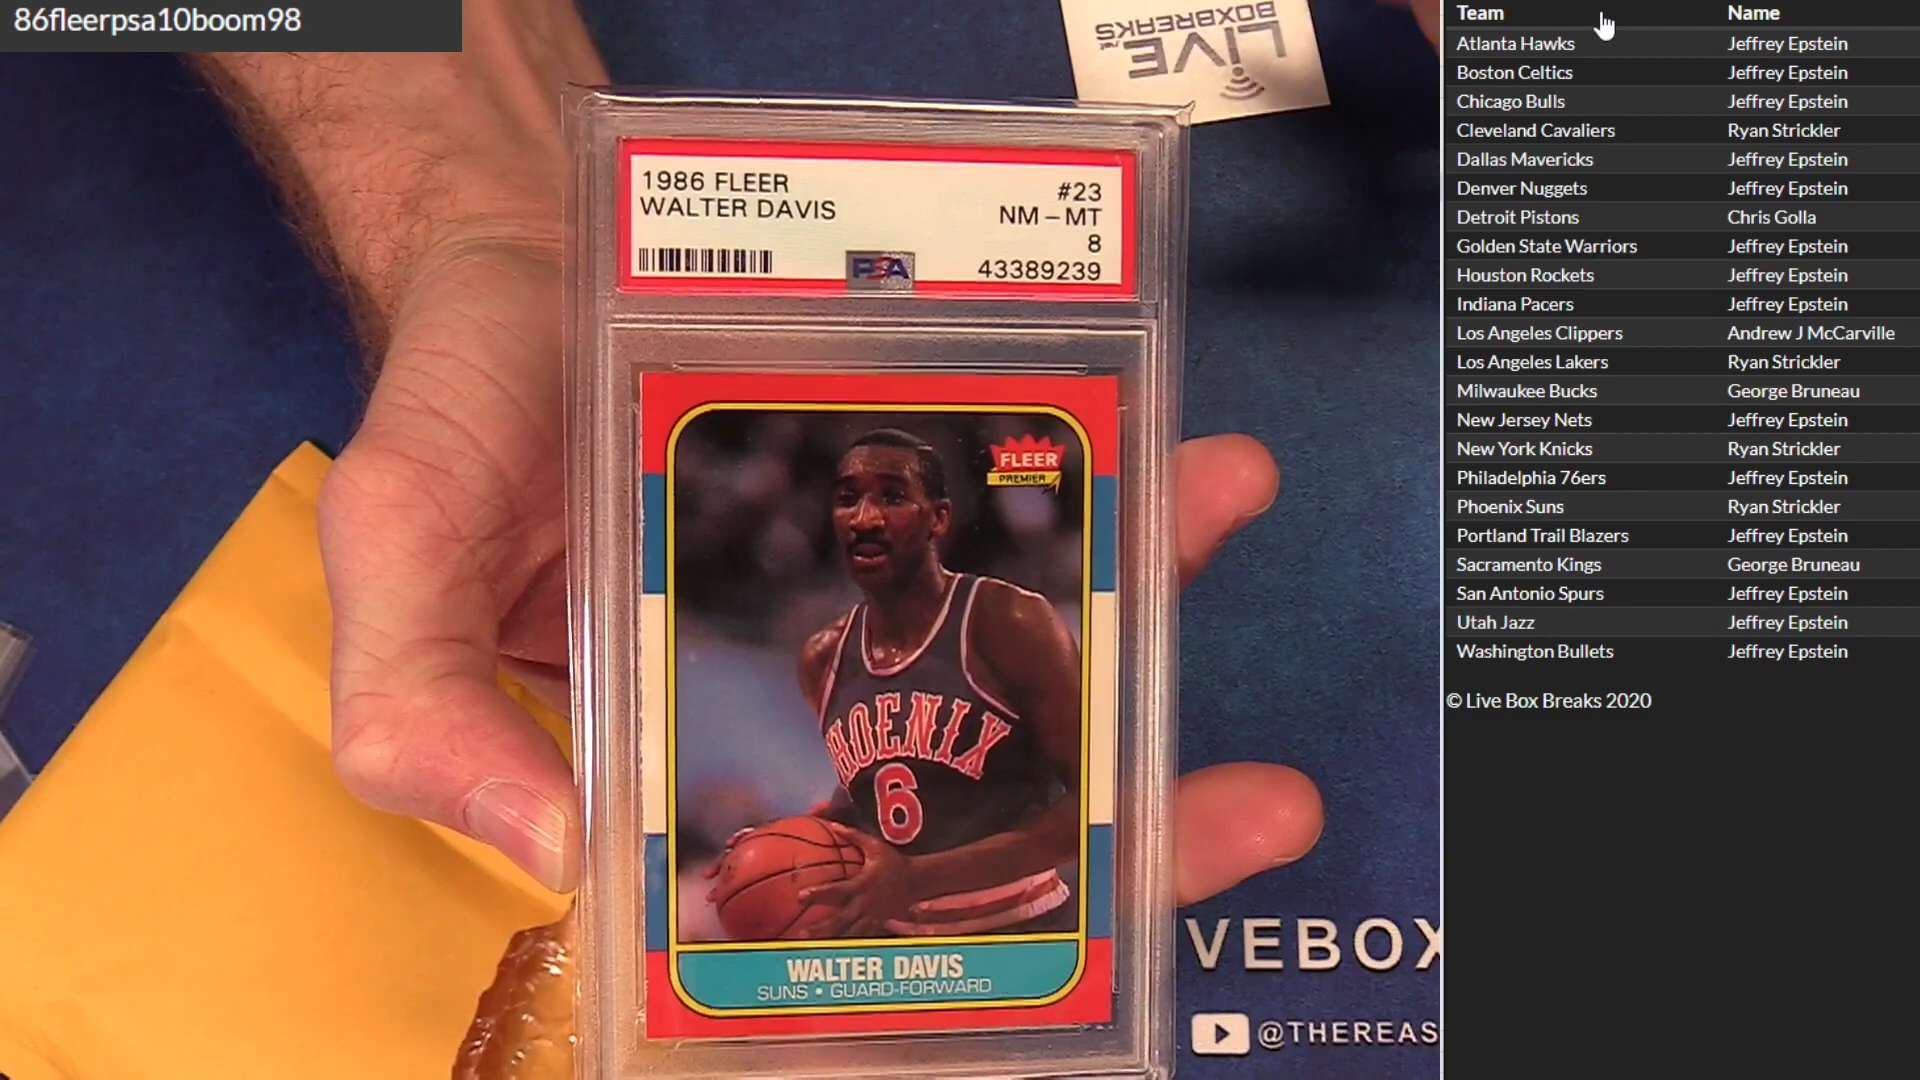 86fleerpsa10boom98
LIVE
.net
BOXBREAKS
1986 FLEER
WALTER DAVIS
#23
NM – MT
8
43389239
PSA
FLEER
PREMIER
PHOENIX
6
WALTER DAVIS
SUNS • GUARD-FORWARD
VEBOX
@THEREAS
Team Name
Atlanta Hawks Jeffrey Epstein
Boston Celtics Jeffrey Epstein
Chicago Bulls Jeffrey Epstein
Cleveland Cavaliers Ryan Strickler
Dallas Mavericks Jeffrey Epstein
Denver Nuggets Jeffrey Epstein
Detroit Pistons Chris Golla
Golden State Warriors Jeffrey Epstein
Houston Rockets Jeffrey Epstein
Indiana Pacers Jeffrey Epstein
Los Angeles Clippers Andrew J McCarville
Los Angeles Lakers Ryan Strickler
Milwaukee Bucks George Bruneau
New Jersey Nets Jeffrey Epstein
New York Knicks Ryan Strickler
Philadelphia 76ers Jeffrey Epstein
Phoenix Suns Ryan Strickler
Portland Trail Blazers Jeffrey Epstein
Sacramento Kings George Bruneau
San Antonio Spurs Jeffrey Epstein
Utah Jazz Jeffrey Epstein
Washington Bullets Jeffrey Epstein
© Live Box Breaks 2020